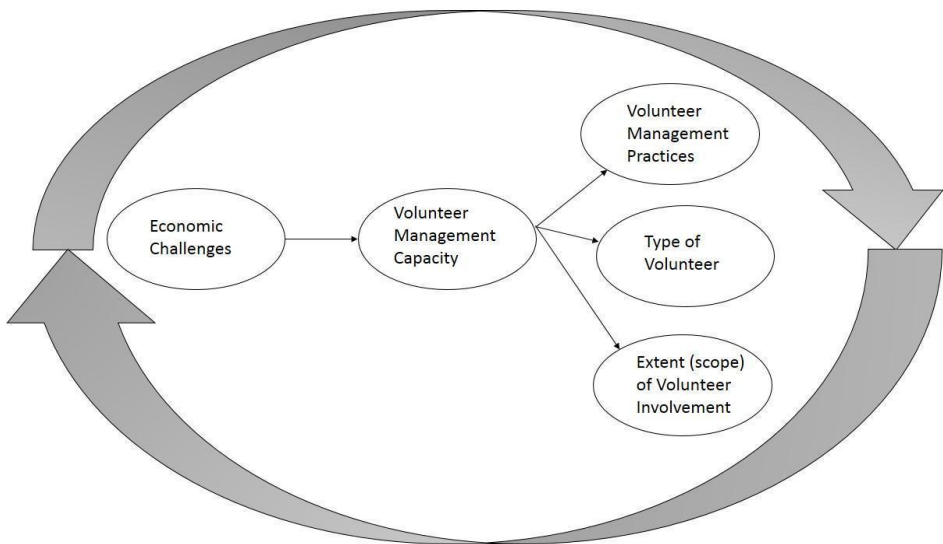 Economic
Challenges
Volunteer
Management
Capacity
Volunteer
Management
Practices
Type of
Volunteer
Extent (scope)
of Volunteer
Involvement